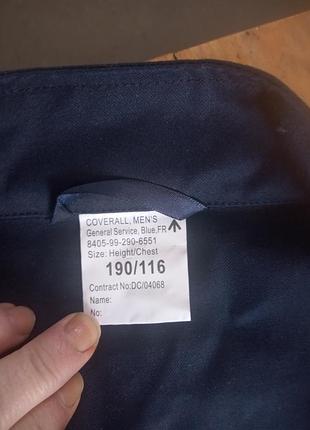 COVERALL, MEN'S
General Service, Blue,FR
8405-99-290-6551
Size: Height/Chest
190/116
Contract No:DC/04068
Name:
No: